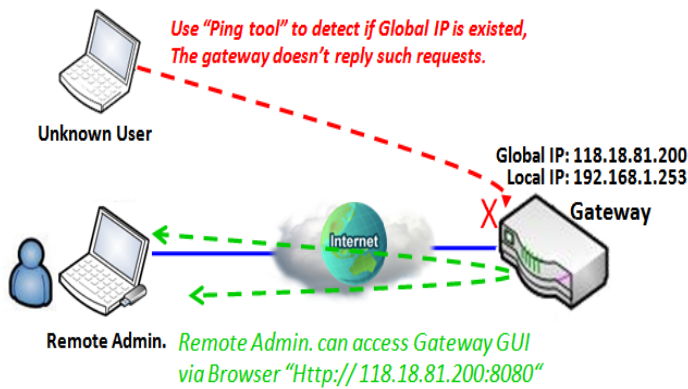 Use “Ping tool” to detect if Global IP is existed,
The gateway doesn’t reply such requests.
Unknown User
Global IP: 118.18.81.200
Local IP: 192.168.1.253
X
Gateway
Internet
Remote Admin.
Remote Admin. can access Gateway GUI
via Browser “Http:// 118.18.81.200:8080“